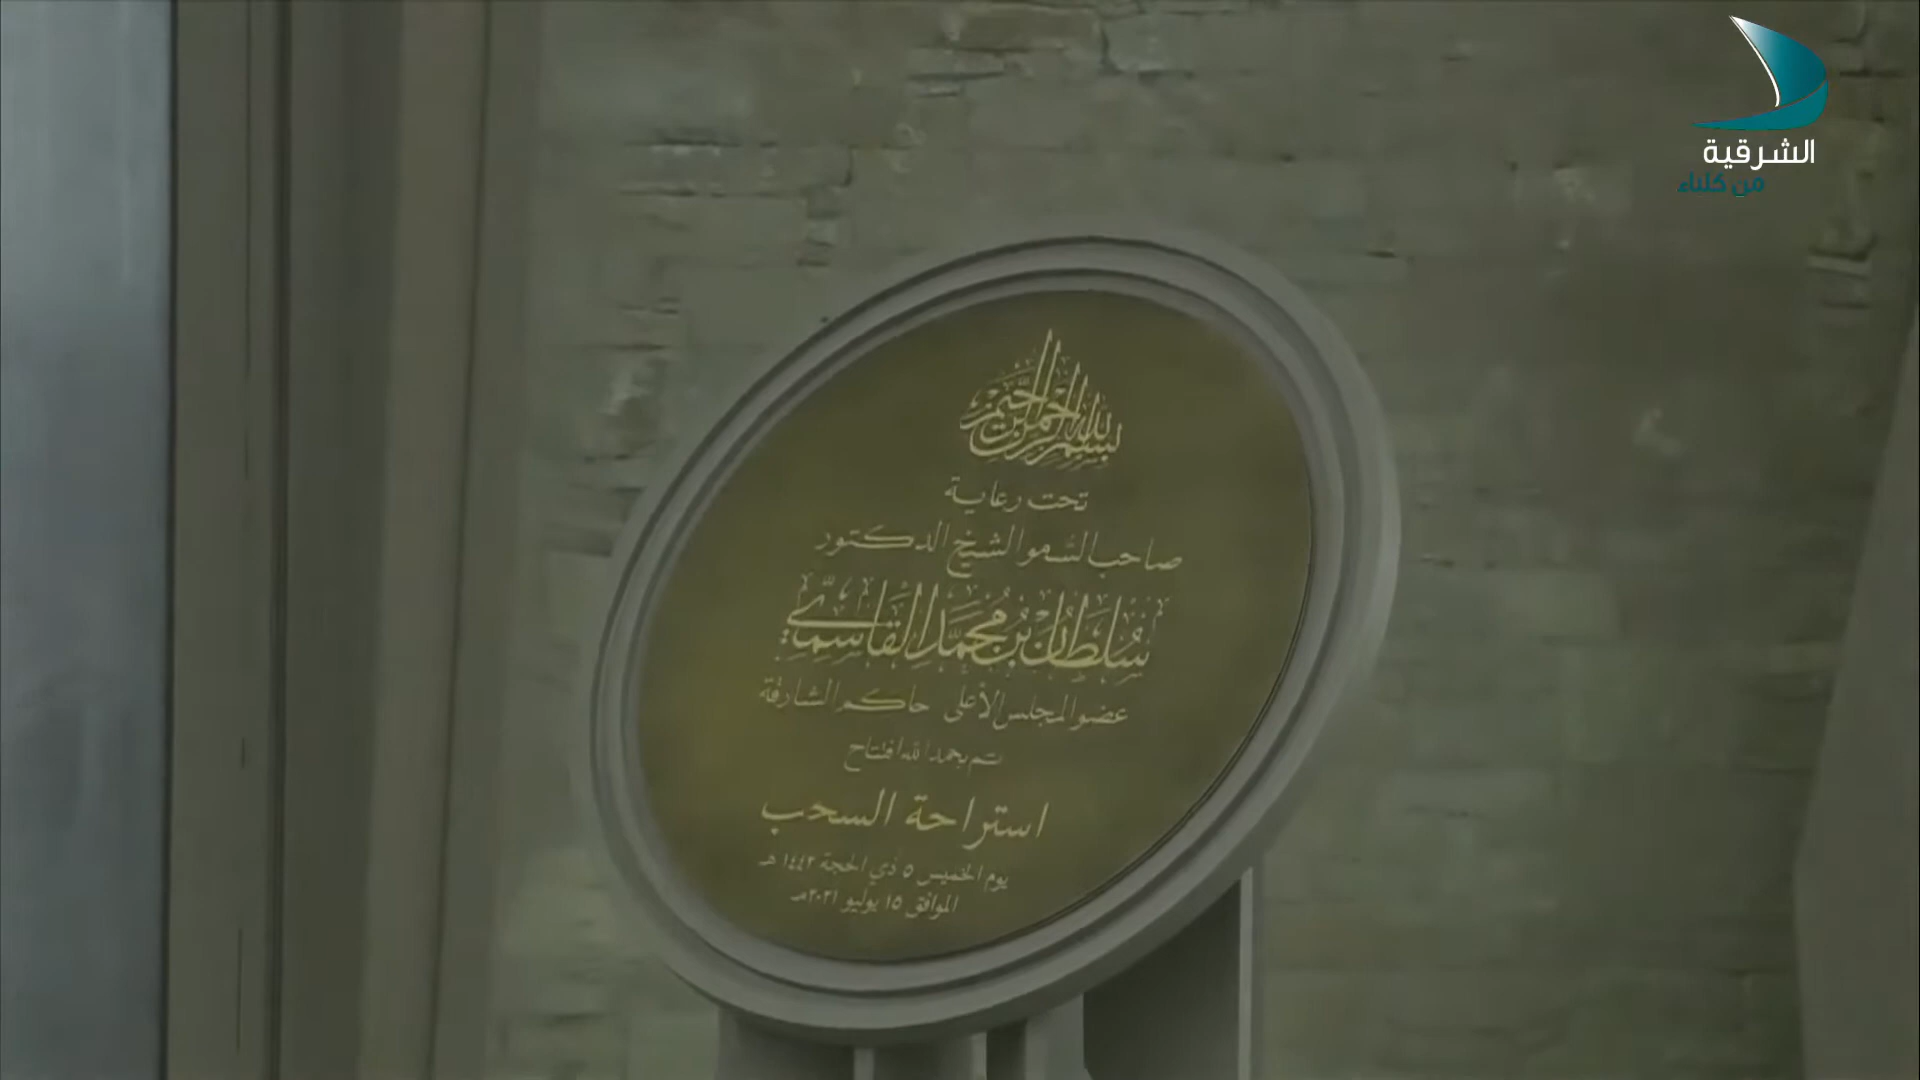 الشرقية
من كلباء
بسم الله الرحمن الرحيم
تحت رعاية
صاحب السمو الشيخ الدكتور
سلطان بن محمد القاسمي
عضو المجلس الأعلى حاكم الشارقة
تم بحمد الله افتتاح
استراحة السحب
يوم الخميس ٥ ذي الحجة ١٤٤٢ هـ
الموافق ١٥ يوليو ٢٠٢١مـ